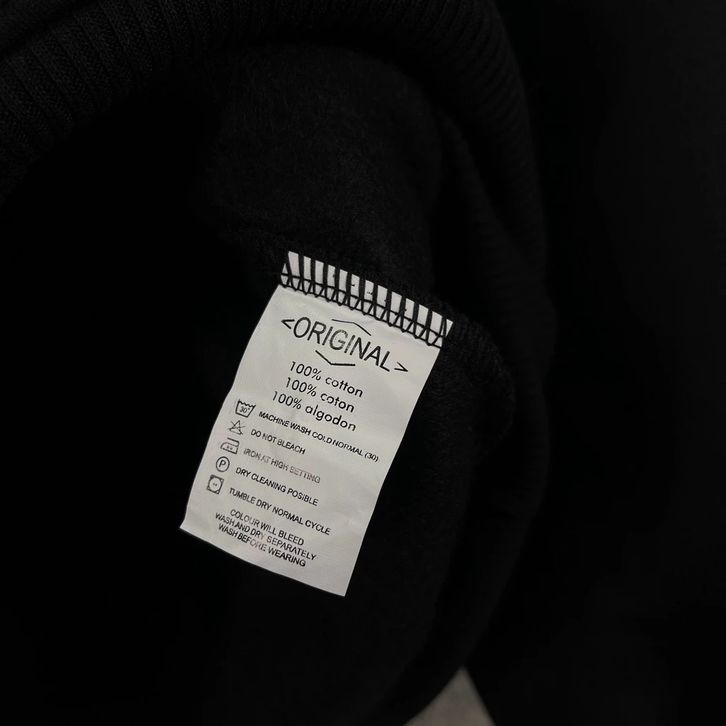 <ORIGINAL>
100% cotton
100% coton
100% algodon
30°
MACHINE WASH COLD NORMAL (30)
DO NOT BLEACH
IRON AT HIGH SETTING
P
DRY CLEANING POSIBLE
TUMBLE DRY NORMAL CYCLE
COLOUR WILL BLEED
WASH AND DRY SEPARATELY
WASH BEFORE WEARING